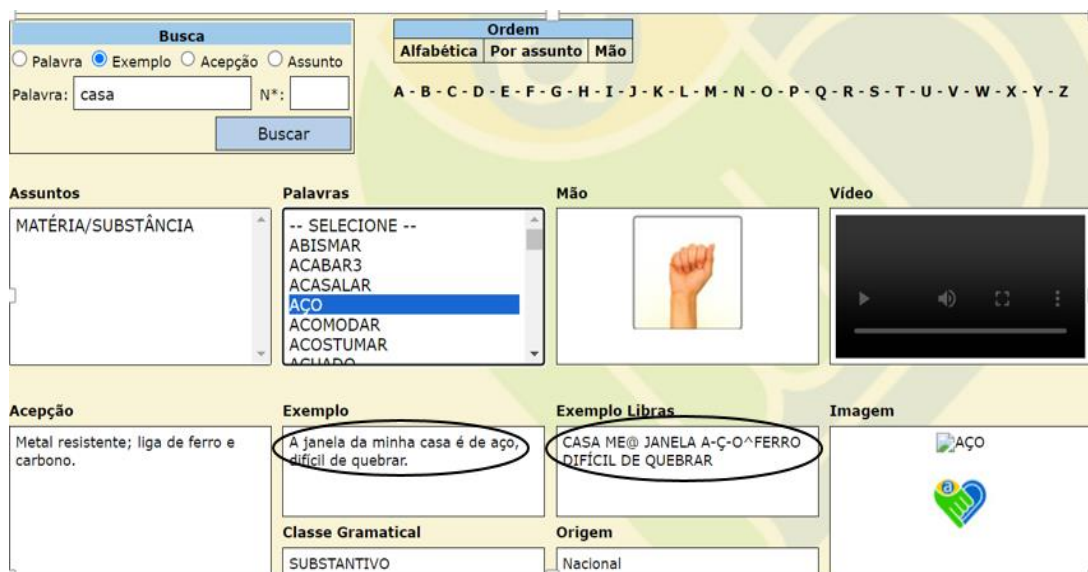 Busca
Palavra Exemplo Acepção Assunto
Palavra: casa N*:
Buscar
Ordem
Alfabética Por assunto Mão
A - B - C - D - E - F - G - H - I - J - K - L - M - N - O - P - Q - R - S - T - U - V - W - X - Y - Z
Assuntos
MATÉRIA/SUBSTÂNCIA
Palavras
-- SELECIONE --
ABISMAR
ACABAR3
ACASALAR
AÇO
ACOMODAR
ACOSTUMAR
Mão
Vídeo
Acepção
Metal resistente; liga de ferro e
carbono.
Exemplo
A janela da minha casa é de aço,
difícil de quebrar.
Exemplo Libras
CASA ME@ JANELA A-Ç-O^FERRO
DIFÍCIL DE QUEBRAR
Imagem
AÇO
a
Classe Gramatical
SUBSTANTIVO
Origem
Nacional